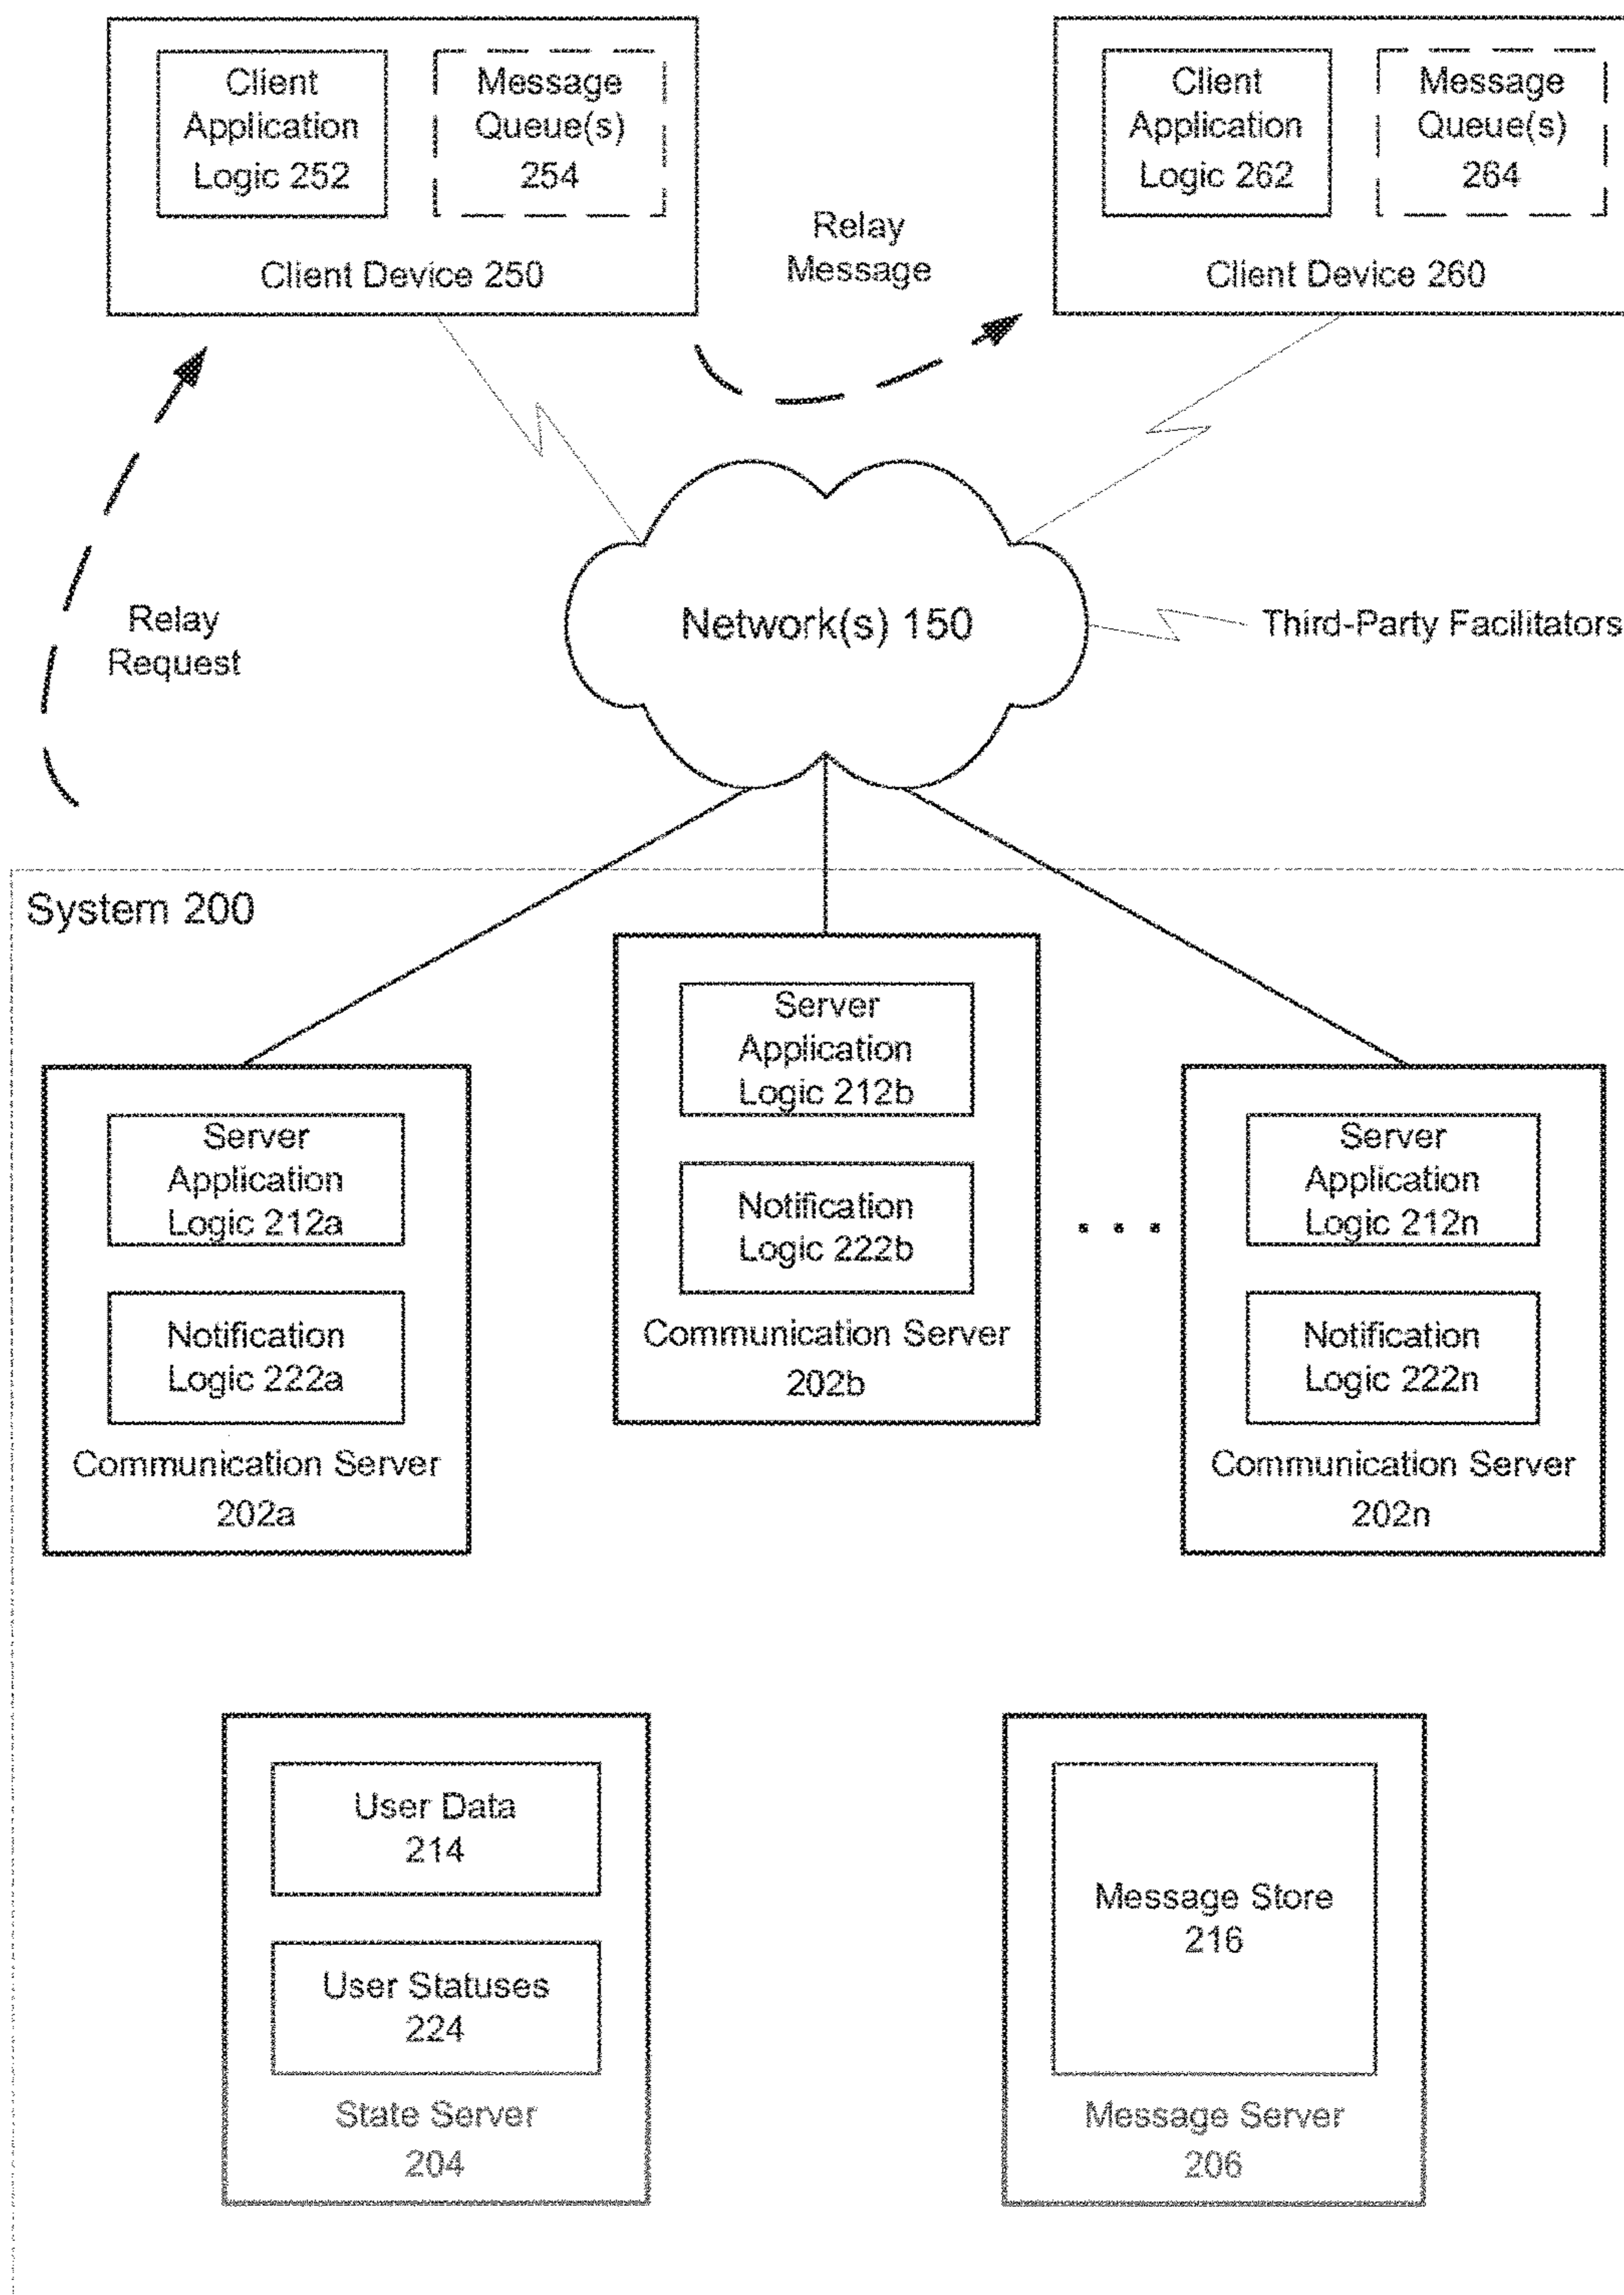 Client
Application
Logic 252
Message
Queue(s)
254
Client Device 250
Relay
Message
Client
Application
Logic 262
Message
Queue(s)
264
Client Device 260
Relay
Request
Network(s) 150
Third-Party Facilitators
System 200
Server
Application
Logic 212a
Notification
Logic 222a
Communication Server
202a
Server
Application
Logic 212b
Notification
Logic 222b
Communication Server
202b
. . .
Server
Application
Logic 212n
Notification
Logic 222n
Communication Server
202n
User Data
214
User Statuses
224
State Server
204
Message Store
216
Message Server
206